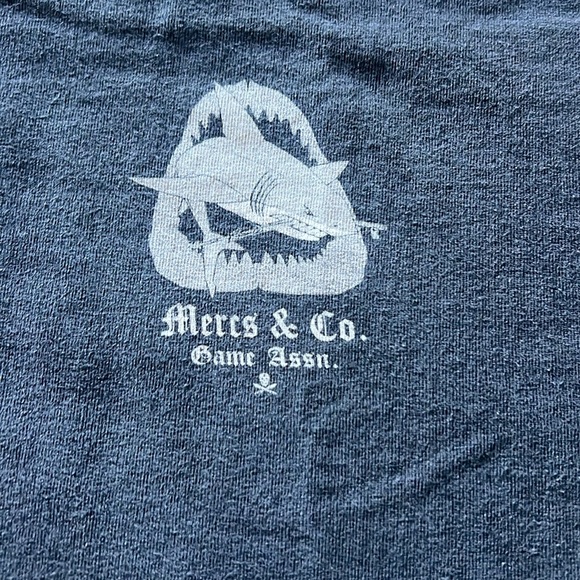 Mercs & Co.
Game Assn.